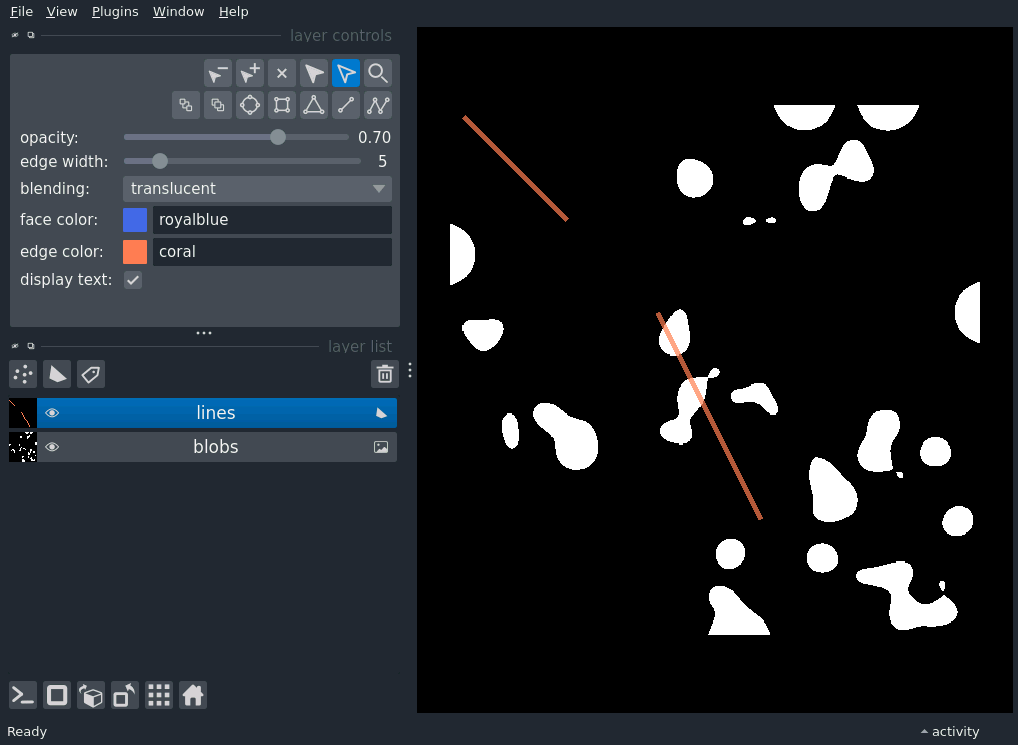 File View Plugins Window Help
layer controls
opacity: 0.70
edge width: 5
blending: translucent
face color: royalblue
edge color: coral
display text:
layer list
lines
blobs
Ready
activity